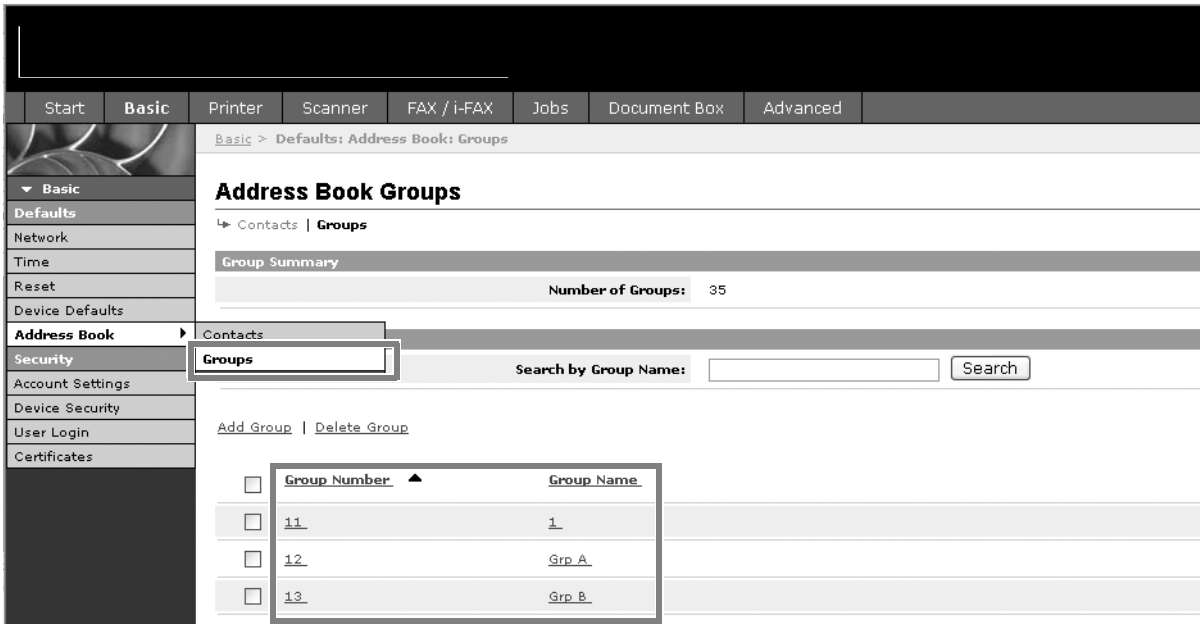 Start Basic Printer Scanner FAX / i-FAX Jobs Document Box Advanced
Basic > Defaults: Address Book: Groups
Basic
Defaults
Network
Time
Reset
Device Defaults
Address Book
Security
Account Settings
Device Security
User Login
Certificates
Contacts
Groups
Address Book Groups
Contacts | Groups
Group Summary
Number of Groups: 35
Search by Group Name: Search
Add Group | Delete Group
Group Number Group Name
11 1
12 Grp A
13 Grp B